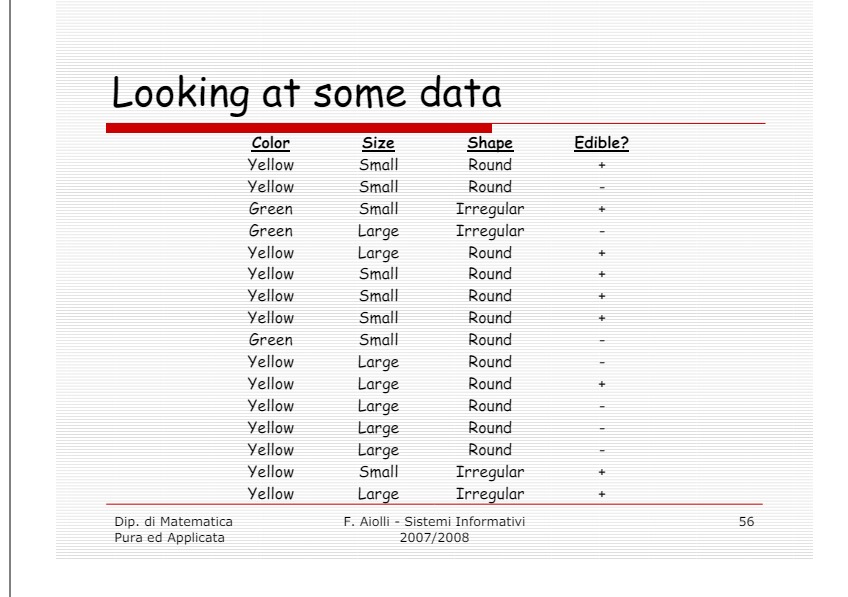 Looking at some data
Color Size Shape Edible?
Yellow Small Round +
Yellow Small Round -
Green Small Irregular +
Green Large Irregular -
Yellow Large Round +
Yellow Small Round +
Yellow Small Round +
Yellow Small Round +
Green Small Round -
Yellow Large Round -
Yellow Large Round +
Yellow Large Round -
Yellow Large Round -
Yellow Large Round -
Yellow Small Irregular +
Yellow Large Irregular +
Dip. di Matematica F. Aiolli - Sistemi Informativi 56
Pura ed Applicata 2007/2008